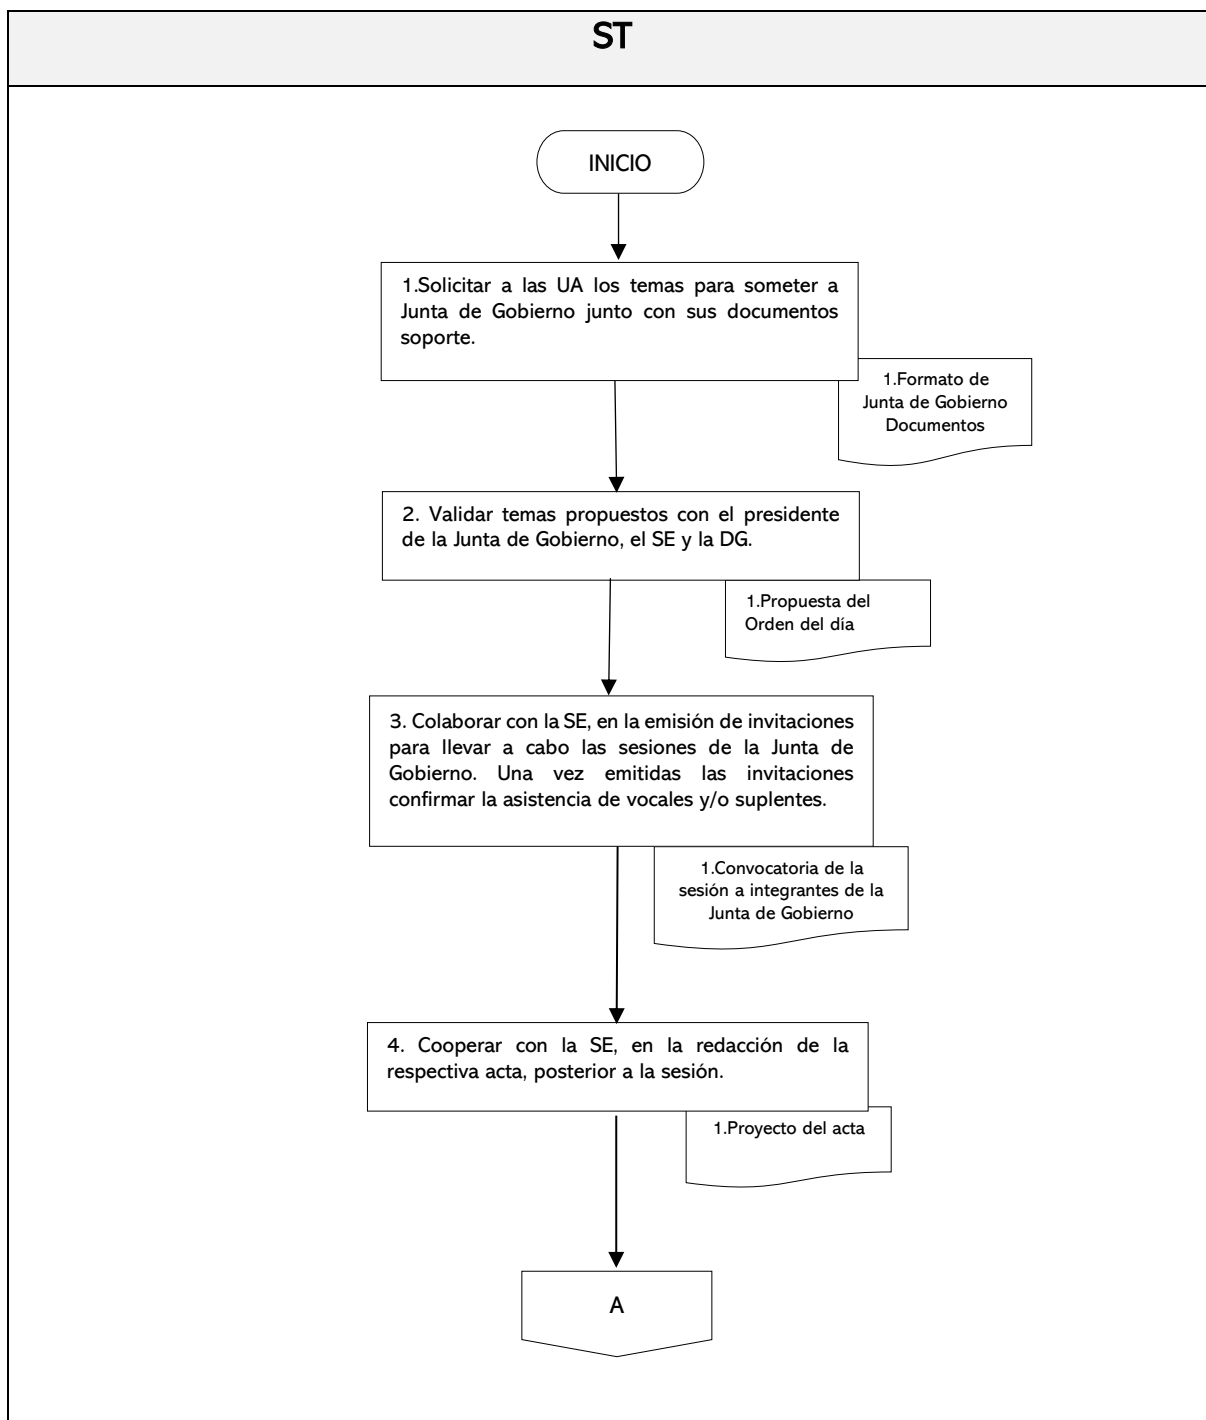 ST
INICIO
1.Solicitar a las UA los temas para someter a
Junta de Gobierno junto con sus documentos
soporte.
1.Formato de
Junta de Gobierno
Documentos
2. Validar temas propuestos con el presidente
de la Junta de Gobierno, el SE y la DG.
1.Propuesta del
Orden del día
3. Colaborar con la SE, en la emisión de invitaciones
para llevar a cabo las sesiones de la Junta de
Gobierno. Una vez emitidas las invitaciones
confirmar la asistencia de vocales y/o suplentes.
1.Convocatoria de la
sesión a integrantes de la
Junta de Gobierno
4. Cooperar con la SE, en la redacción de la
respectiva acta, posterior a la sesión.
1.Proyecto del acta
A